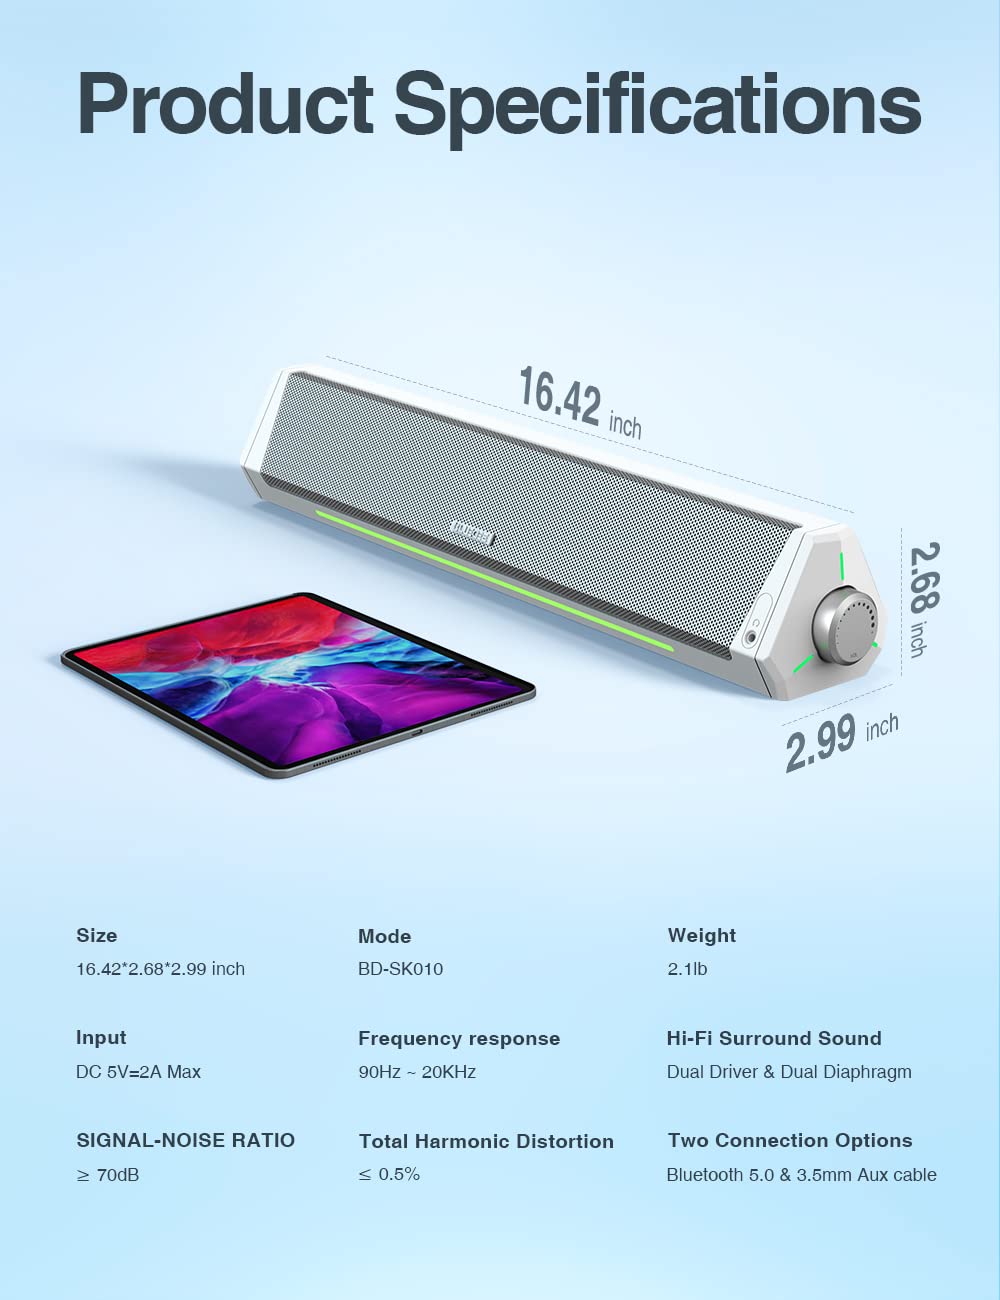 Product Specifications
16.42 inch
2.68 inch
2.99 inch
Size
16.42*2.68*2.99 inch
Mode
BD-SK010
Weight
2.1lb
Input
DC 5V=2A Max
Frequency response
90Hz ~ 20KHz
Hi-Fi Surround Sound
Dual Driver & Dual Diaphragm
SIGNAL-NOISE RATIO
≥ 70dB
Total Harmonic Distortion
≤ 0.5%
Two Connection Options
Bluetooth 5.0 & 3.5mm Aux cable